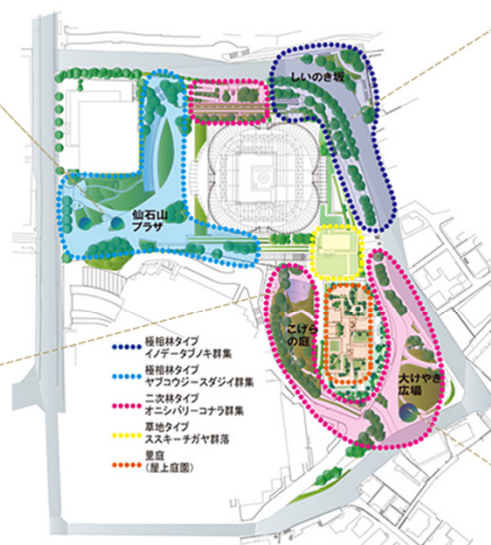 しいのき坂
仙石山
プラザ
こげら
の庭
大けやき
広場
極相林タイプ
イノデータブノキ群集
極相林タイプ
ヤブコウジースダジイ群集
二次林タイプ
オニシバリーコナラ群集
草地タイプ
ススキーチガヤ群落
里庭
(屋上庭園)